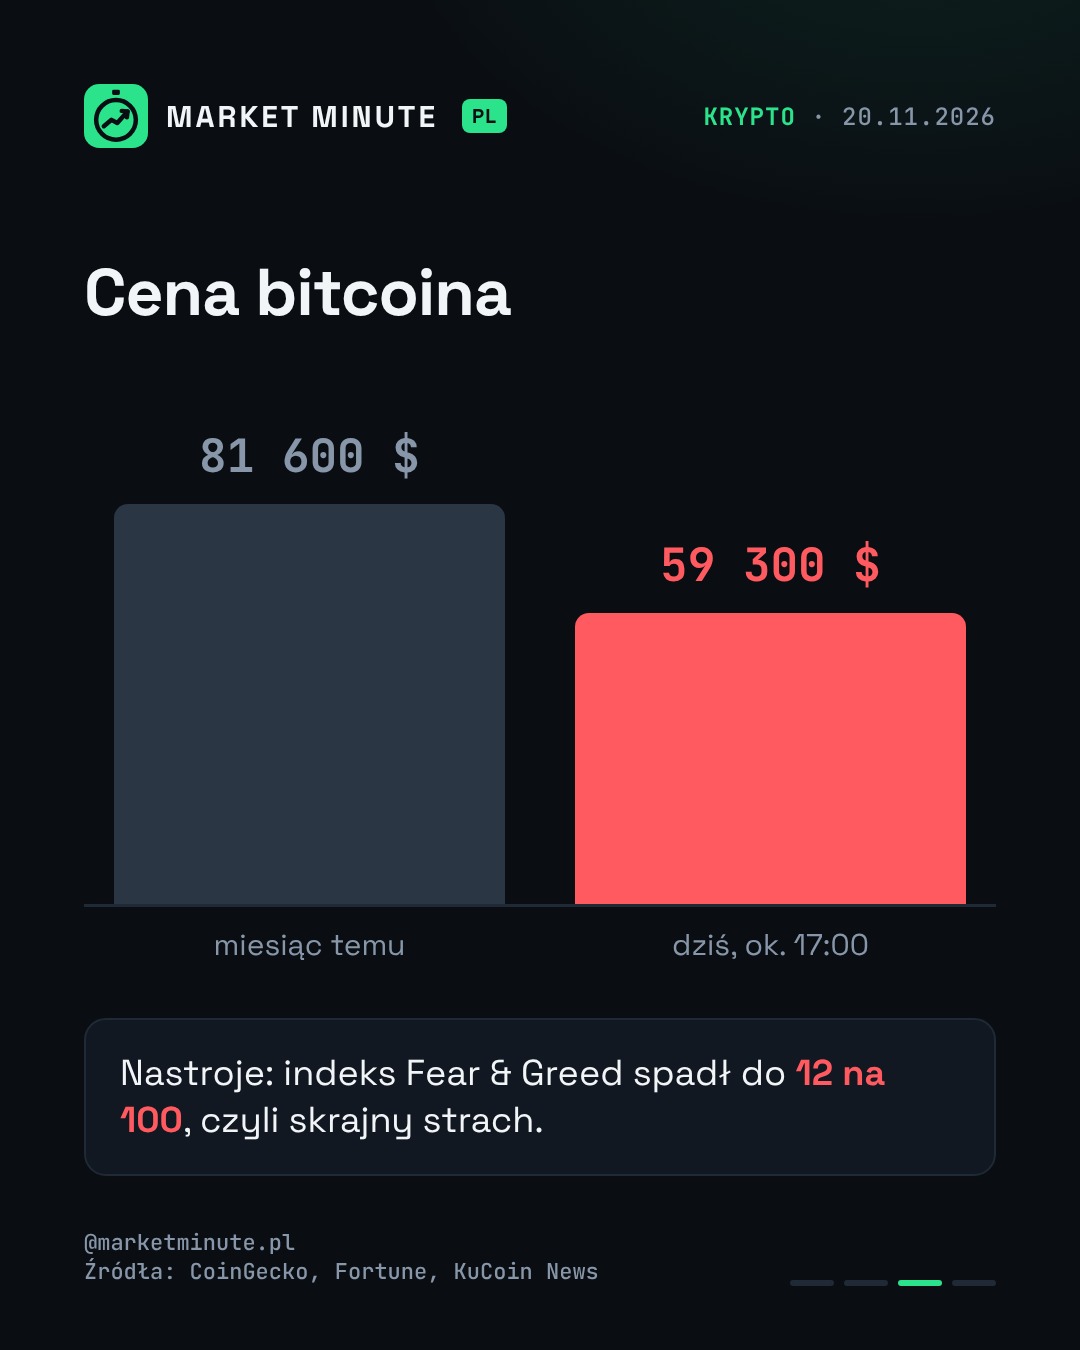 MARKET MINUTE PL
KRYPTO · 20.11.2026
Cena bitcoina
81 600 $
59 300 $
miesiąc temu
dziś, ok. 17:00
Nastroje: indeks Fear & Greed spadł do 12 na
100, czyli skrajny strach.
@marketminute.pl
Źródła: CoinGecko, Fortune, KuCoin News